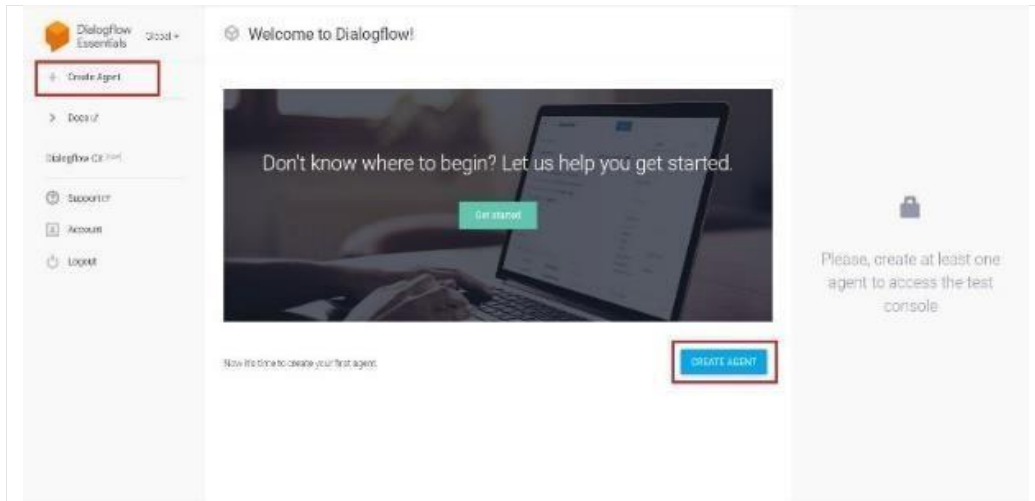 Dialogflow
Essentials
Global
Create Agent
Docs
Dialogflow CX
Support
Account
Logout
Welcome to Dialogflow!
Don't know where to begin? Let us help you get started.
Get started
Now it's time to create your first agent.
CREATE AGENT
Please, create at least one
agent to access the test
console